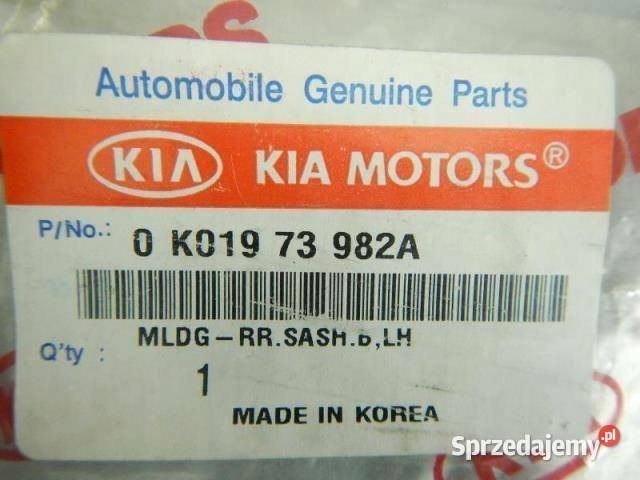 Automobile Genuine Parts
KIA KIA MOTORS®
P/No.: 0 K019 73 982A
MLDG-RR.SASH.B,LH
Q'ty : 1
MADE IN KOREA
Sprzedajemy.pl